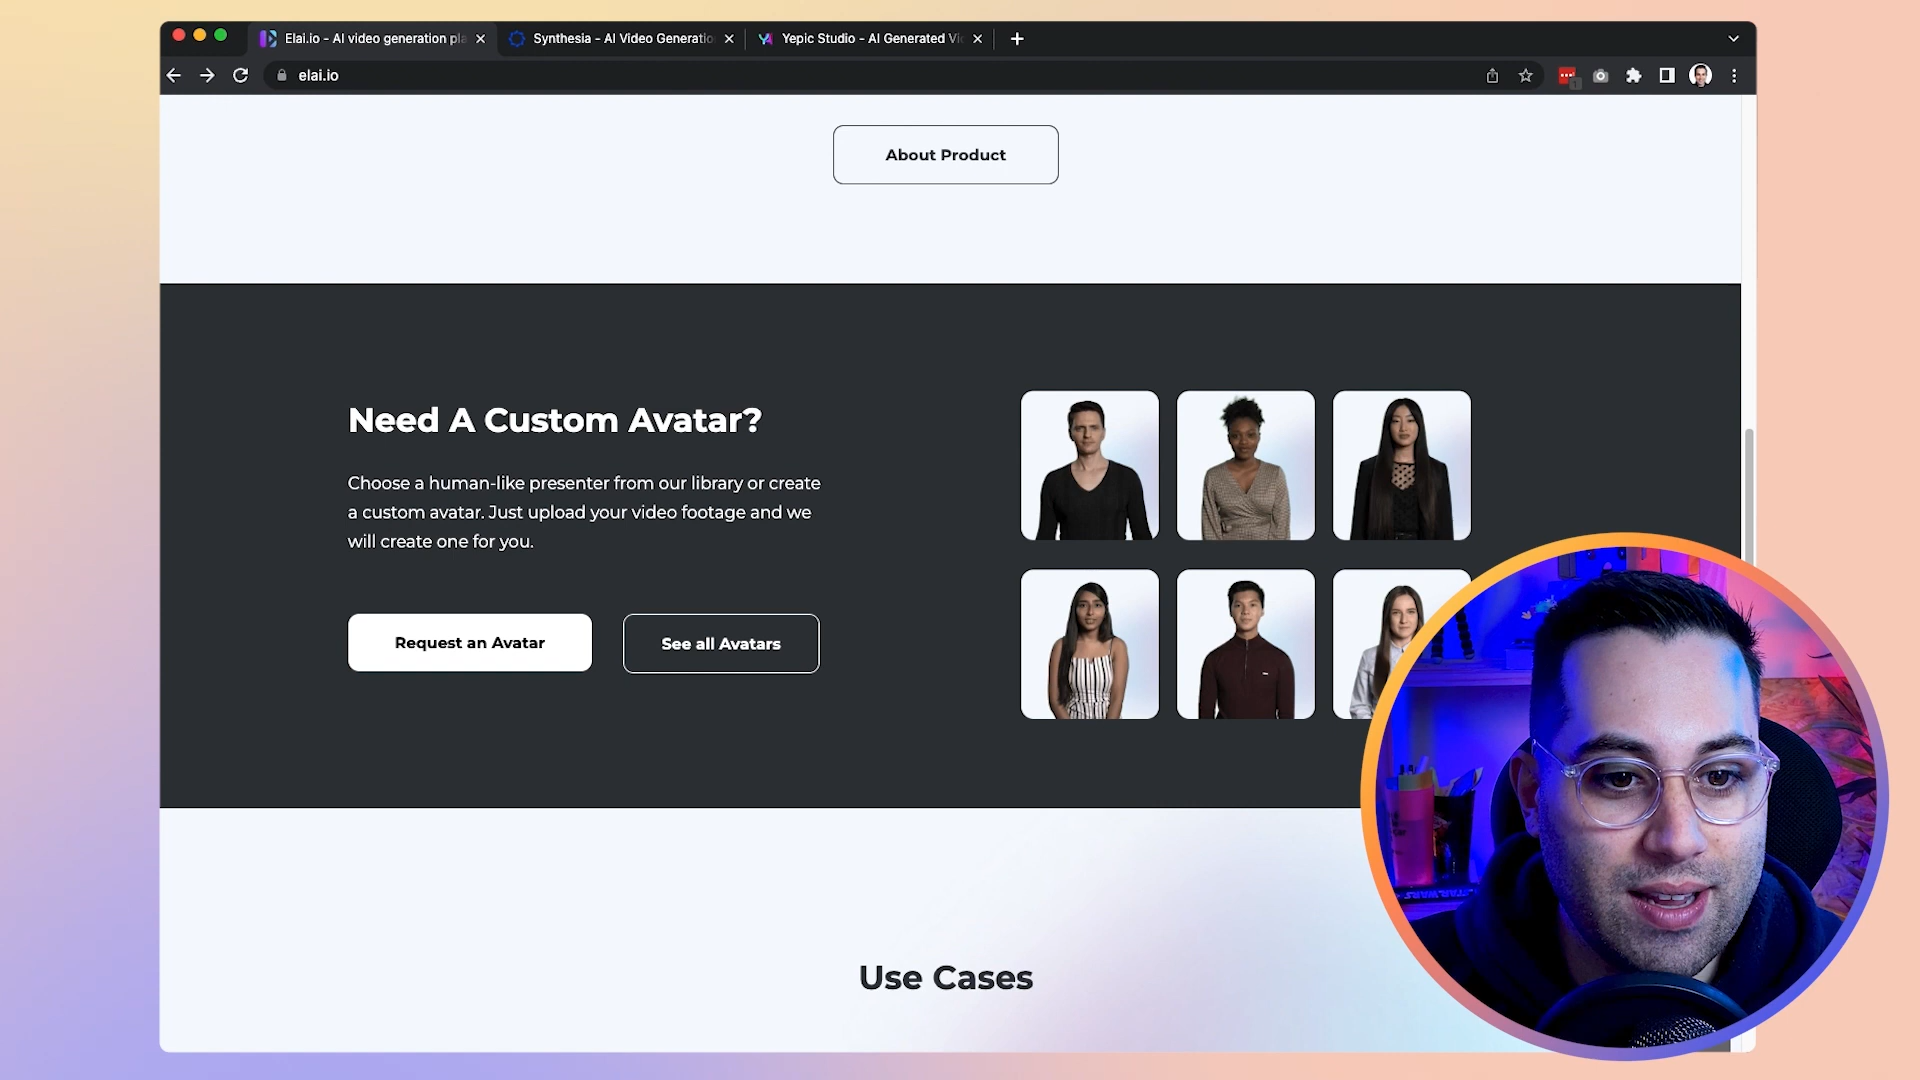 Elai.io - AI video generation pla
Synthesia - AI Video Generatio
Yepic Studio - AI Generated Vi
elai.io
About Product
Need A Custom Avatar?
Choose a human-like presenter from our library or create
a custom avatar. Just upload your video footage and we
will create one for you.
Request an Avatar
See all Avatars
STAR WARS
Use Cases